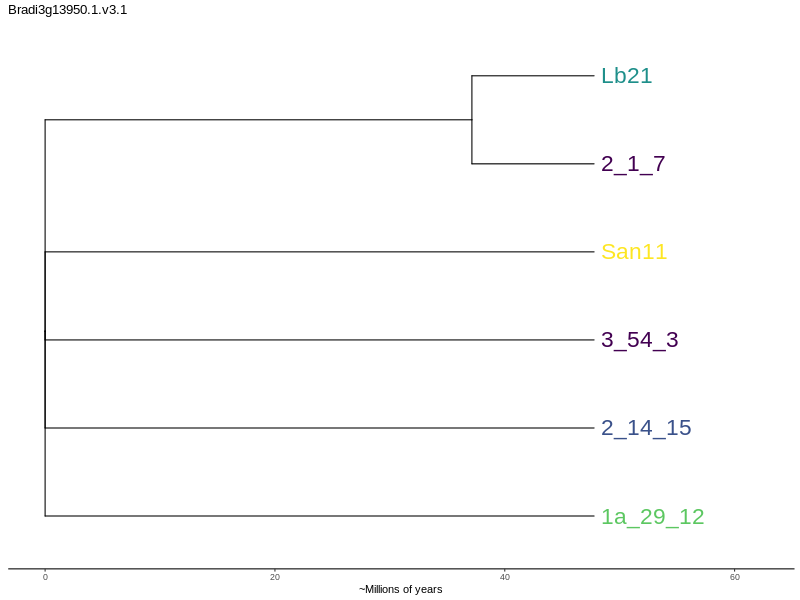 Bradi3g13950.1.v3.1
Lb21
2_1_7
San11
3_54_3
2_14_15
1a_29_12
0 20 40 60
~Millions of years